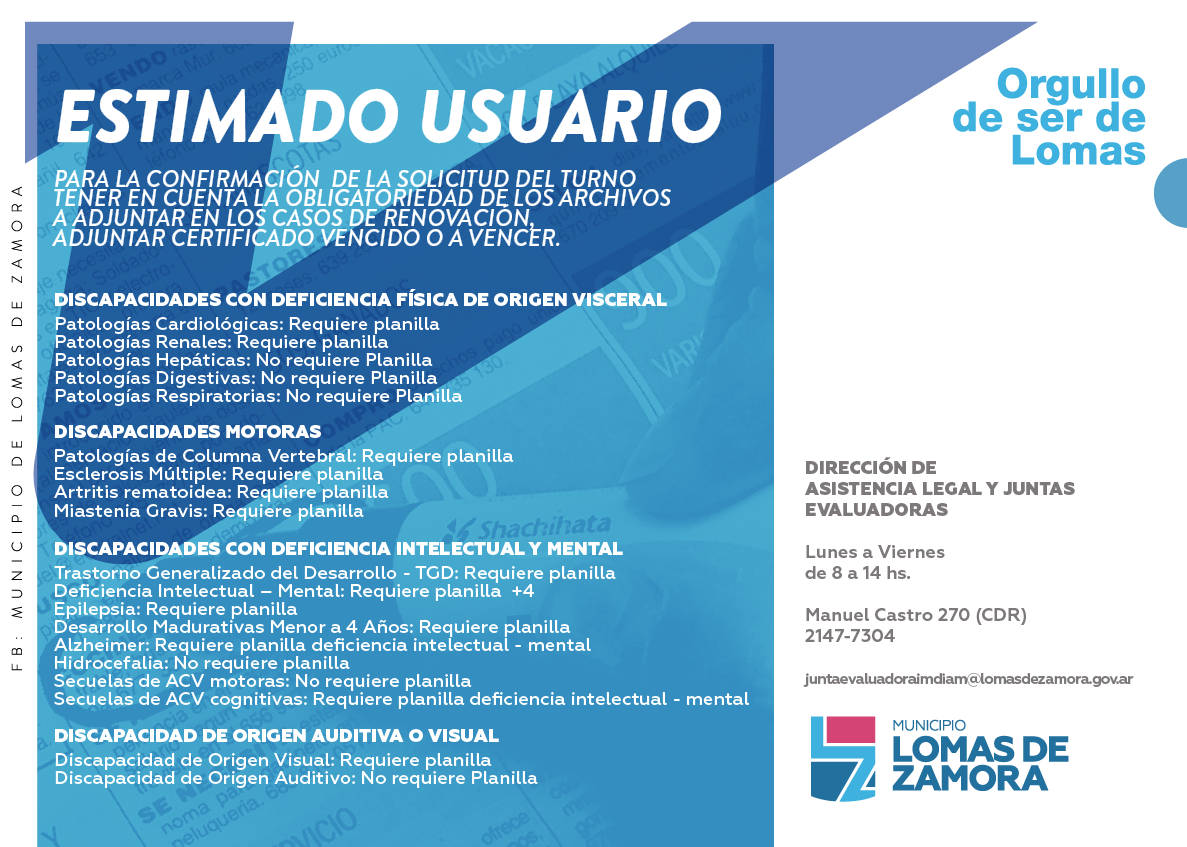 ESTIMADO USUARIO
PARA LA CONFIRMACIÓN DE LA SOLICITUD DEL TURNO
TENER EN CUENTA LA OBLIGATORIEDAD DE LOS ARCHIVOS
A ADJUNTAR EN LOS CASOS DE RENOVACIÓN,
ADJUNTAR CERTIFICADO VENCIDO O A VENCER.
DISCAPACIDADES CON DEFICIENCIA FÍSICA DE ORIGEN VISCERAL
Patologías Cardiológicas: Requiere planilla
Patologías Renales: Requiere planilla
Patologías Hepáticas: No requiere Planilla
Patologías Digestivas: No requiere Planilla
Patologías Respiratorias: No requiere Planilla
DISCAPACIDADES MOTORAS
Patologías de Columna Vertebral: Requiere planilla
Esclerosis Múltiple: Requiere planilla
Artritis rematoidea: Requiere planilla
Miastenia Gravis: Requiere planilla
DISCAPACIDADES CON DEFICIENCIA INTELECTUAL Y MENTAL
Trastorno Generalizado del Desarrollo - TGD: Requiere planilla
Deficiencia Intelectual – Mental: Requiere planilla +4
Epilepsia: Requiere planilla
Desarrollo Madurativas Menor a 4 Años: Requiere planilla
Alzheimer: Requiere planilla deficiencia intelectual - mental
Hidrocefalia: No requiere planilla
Secuelas de ACV motoras: No requiere planilla
Secuelas de ACV cognitivas: Requiere planilla deficiencia intelectual - mental
DISCAPACIDAD DE ORIGEN AUDITIVA O VISUAL
Discapacidad de Origen Visual: Requiere planilla
Discapacidad de Origen Auditivo: No requiere Planilla
Shachihata
FB: MUNICIPIO DE LOMAS DE ZAMORA
Orgullo
de ser de
Lomas
DIRECCIÓN DE
ASISTENCIA LEGAL Y JUNTAS
EVALUADORAS
Lunes a Viernes
de 8 a 14 hs.
Manuel Castro 270 (CDR)
2147-7304
juntaevaluadoraimdiam@lomasdezamora.gov.ar
MUNICIPIO
LOMAS DE
ZAMORA